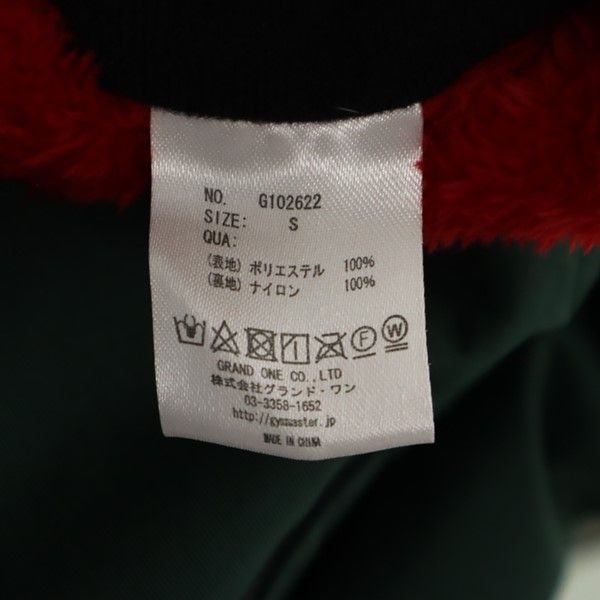 NO. G102622
SIZE: S
QUA:
(表地) ポリエステル 100%
(裏地) ナイロン 100%
F W
GRAND ONE CO.,LTD
株式会社グランド・ワン
03-3358-1652
http://gymaster.jp
MADE IN CHINA